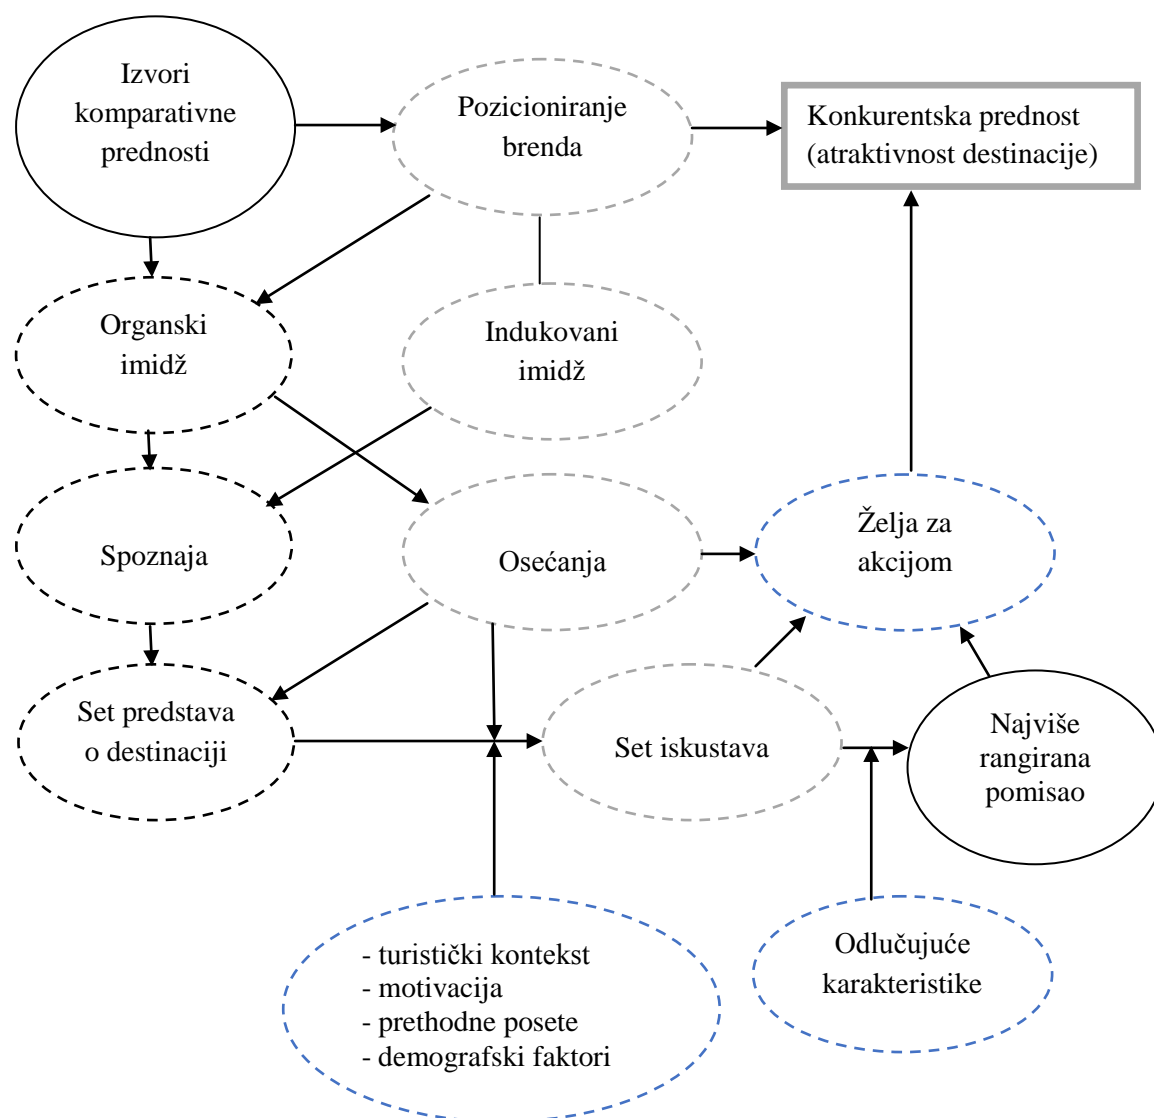 Izvori
komparativne
prednosti
Pozicioniranje
brenda
Konkurentska prednost
(atraktivnost destinacije)
Organski
imidž
Indukovani
imidž
Spoznaja
Osećanja
Želja za
akcijom
Set predstava
o destinaciji
Set iskustava
Najviše
rangirana
pomisao
- turistički kontekst
- motivacija
- prethodne posete
- demografski faktori
Odlučujuće
karakteristike